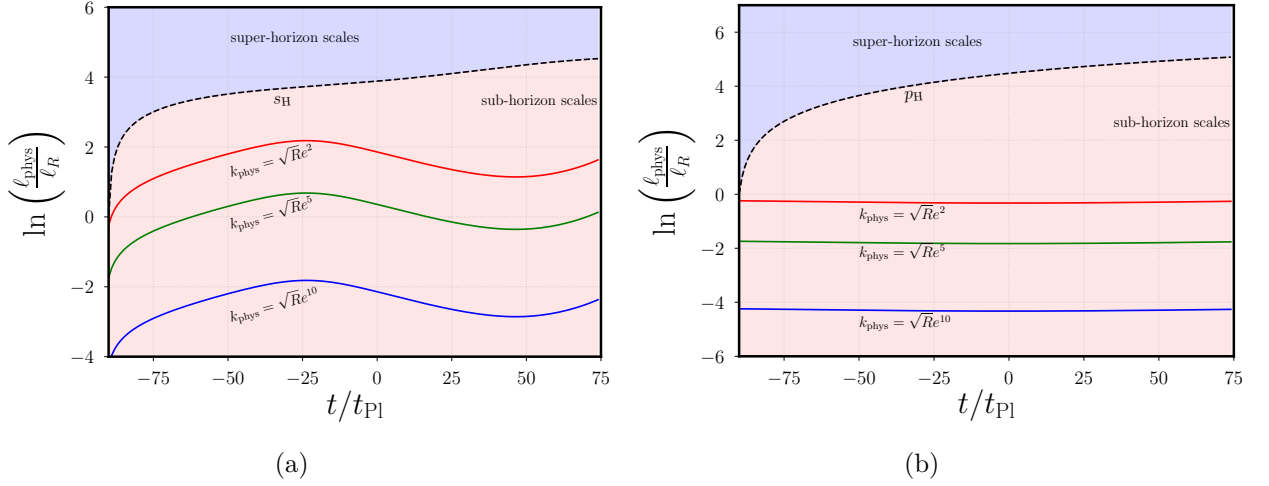 6
4
2
0
−2
−4
−75
−50
−25
0
25
50
75
super-horizon scales
s_H
sub-horizon scales
k_phys = √R e^2
k_phys = √R e^5
k_phys = √R e^10
ln (ℓ_phys/ℓ_R)
t/t_Pl
(a)
6
4
2
0
−2
−4
−6
−75
−50
−25
0
25
50
75
super-horizon scales
p_H
sub-horizon scales
k_phys = √R e^2
k_phys = √R e^5
k_phys = √R e^10
ln (ℓ_phys/ℓ_R)
t/t_Pl
(b)